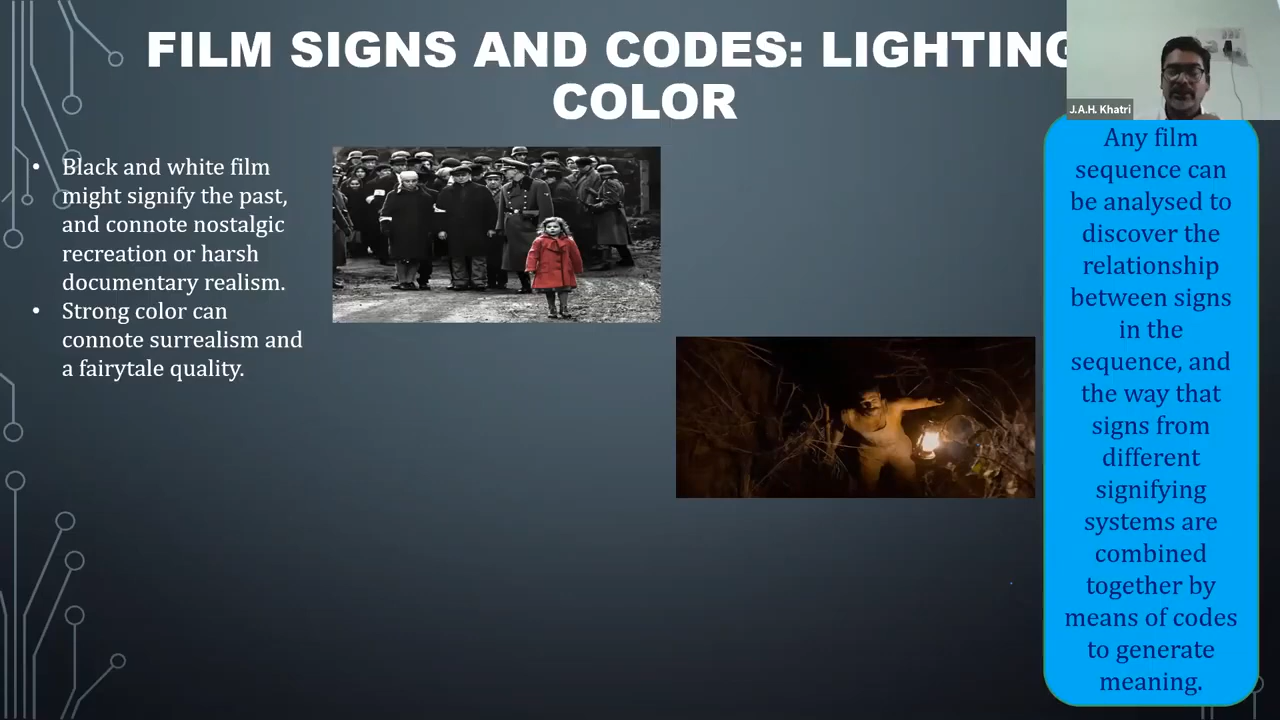 FILM SIGNS AND CODES: LIGHTING
COLOR
J.A.H. Khatri
• Black and white film
might signify the past,
and connote nostalgic
recreation or harsh
documentary realism.
• Strong color can
connote surrealism and
a fairytale quality.
Any film
sequence can
be analysed to
discover the
relationship
between signs
in the
sequence, and
the way that
signs from
different
signifying
systems are
combined
together by
means of codes
to generate
meaning.